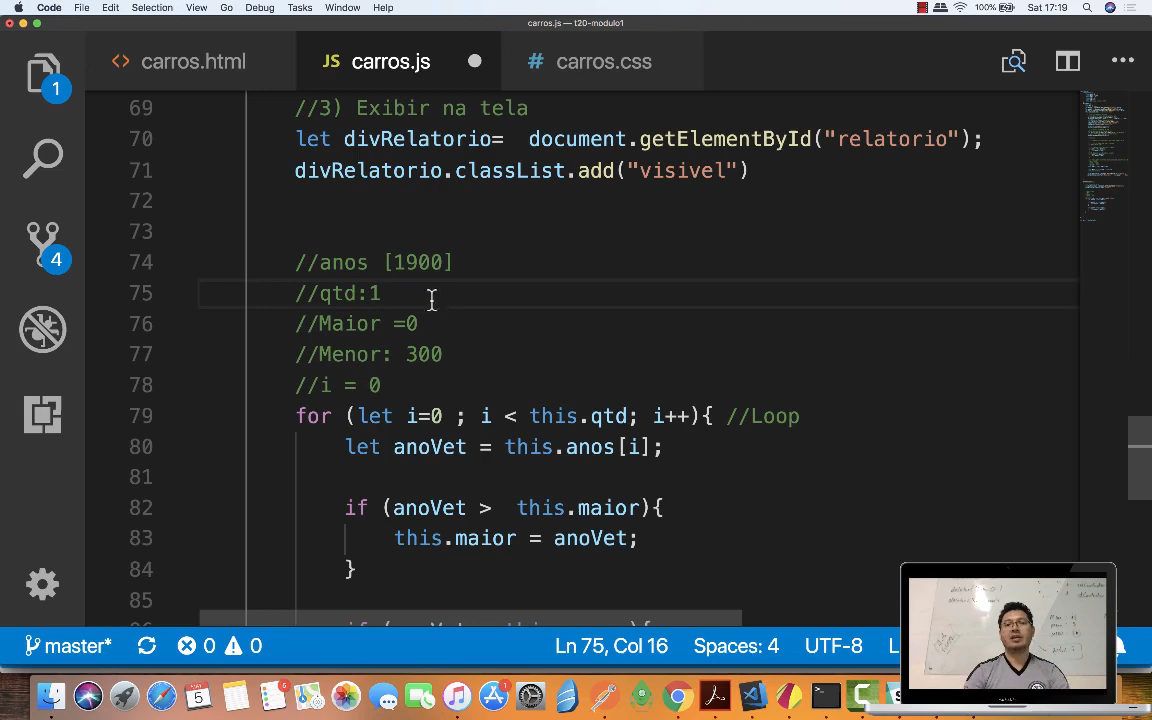 Code File Edit Selection View Go Debug Tasks Window Help 100% Sat 17:19
carros.js — t20-modulo1
carros.html JS carros.js # carros.css
69 //3) Exibir na tela
70 let divRelatorio= document.getElementById("relatorio");
71 divRelatorio.classList.add("visivel")
72
73
74 //anos [1900]
75 //qtd:1
76 //Maior =0
77 //Menor: 300
78 //i = 0
79 for (let i=0 ; i < this.qtd; i++){ //Loop
80 let anoVet = this.anos[i];
81
82 if (anoVet > this.maior){
83 this.maior = anoVet;
84 }
85
1
4
master* 0 0 Ln 75, Col 16 Spaces: 4 UTF-8 L